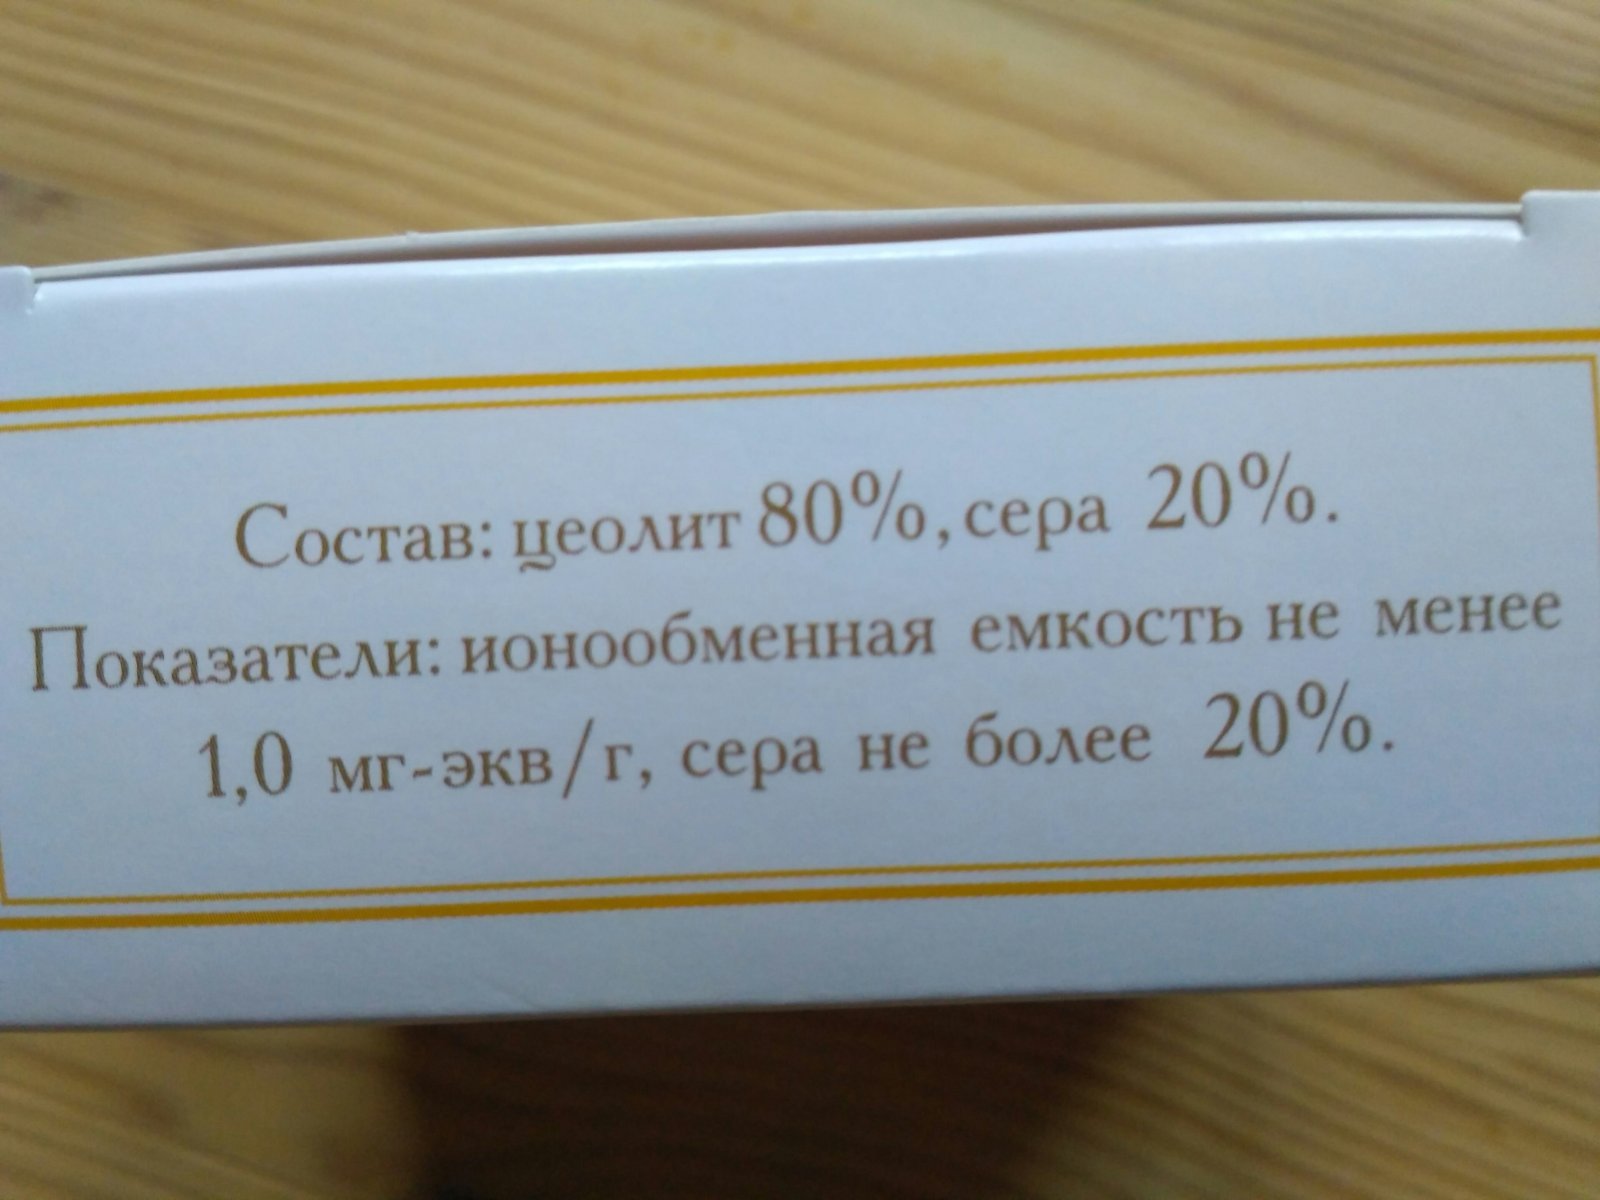 Состав: цеолит 80%, сера 20%.
Показатели: ионообменная емкость не менее
1,0 мг-экв/г, сера не более 20%.